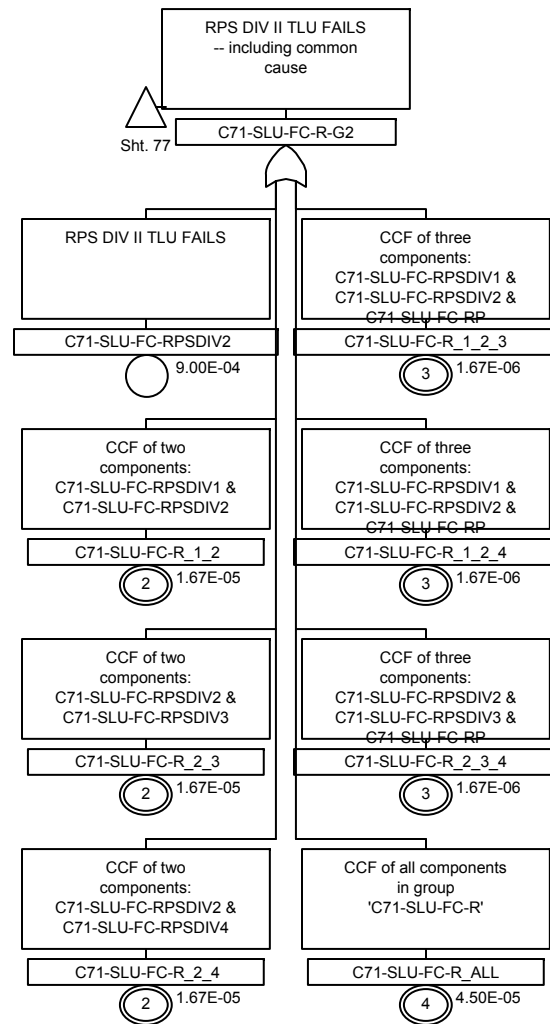 RPS DIV II TLU FAILS
-- including common
cause
Sht. 77
C71-SLU-FC-R-G2
RPS DIV II TLU FAILS
C71-SLU-FC-RPSDIV2
9.00E-04
CCF of three
components:
C71-SLU-FC-RPSDIV1 &
C71-SLU-FC-RPSDIV2 &
C71-SLU-FC-RP
C71-SLU-FC-R_1_2_3
3 1.67E-06
CCF of two
components:
C71-SLU-FC-RPSDIV1 &
C71-SLU-FC-RPSDIV2
C71-SLU-FC-R_1_2
2 1.67E-05
CCF of three
components:
C71-SLU-FC-RPSDIV1 &
C71-SLU-FC-RPSDIV2 &
C71-SLU-FC-RP
C71-SLU-FC-R_1_2_4
3 1.67E-06
CCF of two
components:
C71-SLU-FC-RPSDIV2 &
C71-SLU-FC-RPSDIV3
C71-SLU-FC-R_2_3
2 1.67E-05
CCF of three
components:
C71-SLU-FC-RPSDIV2 &
C71-SLU-FC-RPSDIV3 &
C71-SLU-FC-RP
C71-SLU-FC-R_2_3_4
3 1.67E-06
CCF of two
components:
C71-SLU-FC-RPSDIV2 &
C71-SLU-FC-RPSDIV4
C71-SLU-FC-R_2_4
2 1.67E-05
CCF of all components
in group
'C71-SLU-FC-R'
C71-SLU-FC-R_ALL
4 4.50E-05